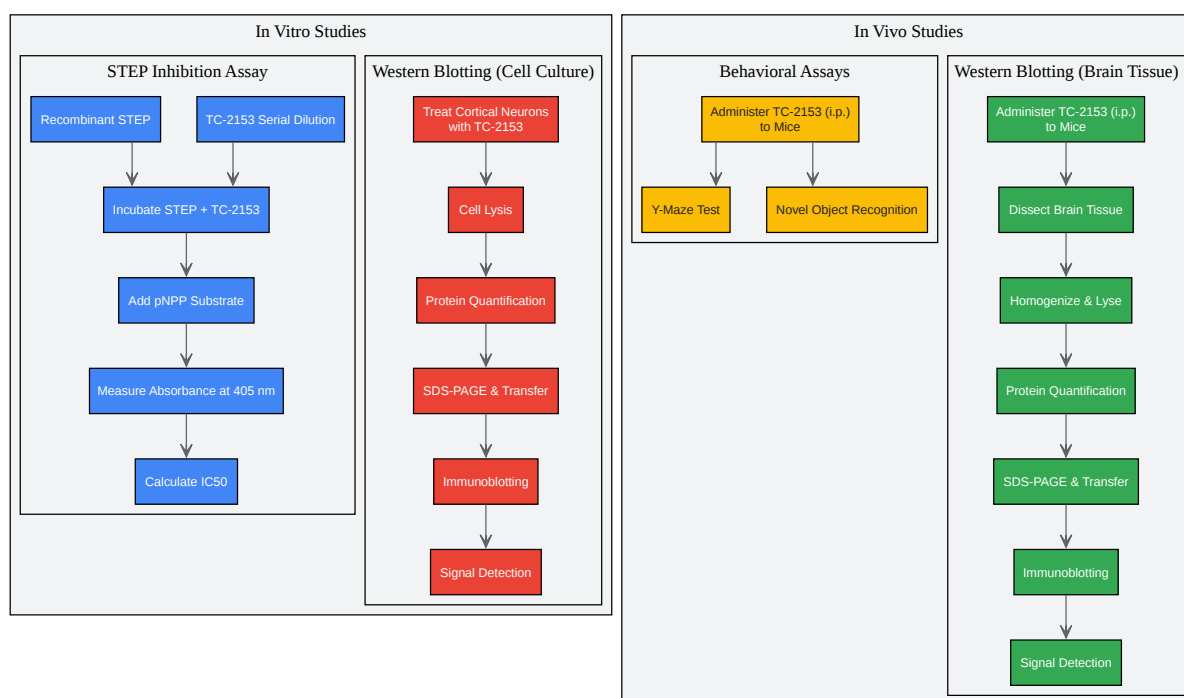 In Vitro Studies
STEP Inhibition Assay
Recombinant STEP
TC-2153 Serial Dilution
Incubate STEP + TC-2153
Add pNPP Substrate
Measure Absorbance at 405 nm
Calculate IC50
Western Blotting (Cell Culture)
Treat Cortical Neurons
with TC-2153
Cell Lysis
Protein Quantification
SDS-PAGE & Transfer
Immunoblotting
Signal Detection
In Vivo Studies
Behavioral Assays
Administer TC-2153 (i.p.)
to Mice
Y-Maze Test
Novel Object Recognition
Western Blotting (Brain Tissue)
Administer TC-2153 (i.p.)
to Mice
Dissect Brain Tissue
Homogenize & Lyse
Protein Quantification
SDS-PAGE & Transfer
Immunoblotting
Signal Detection